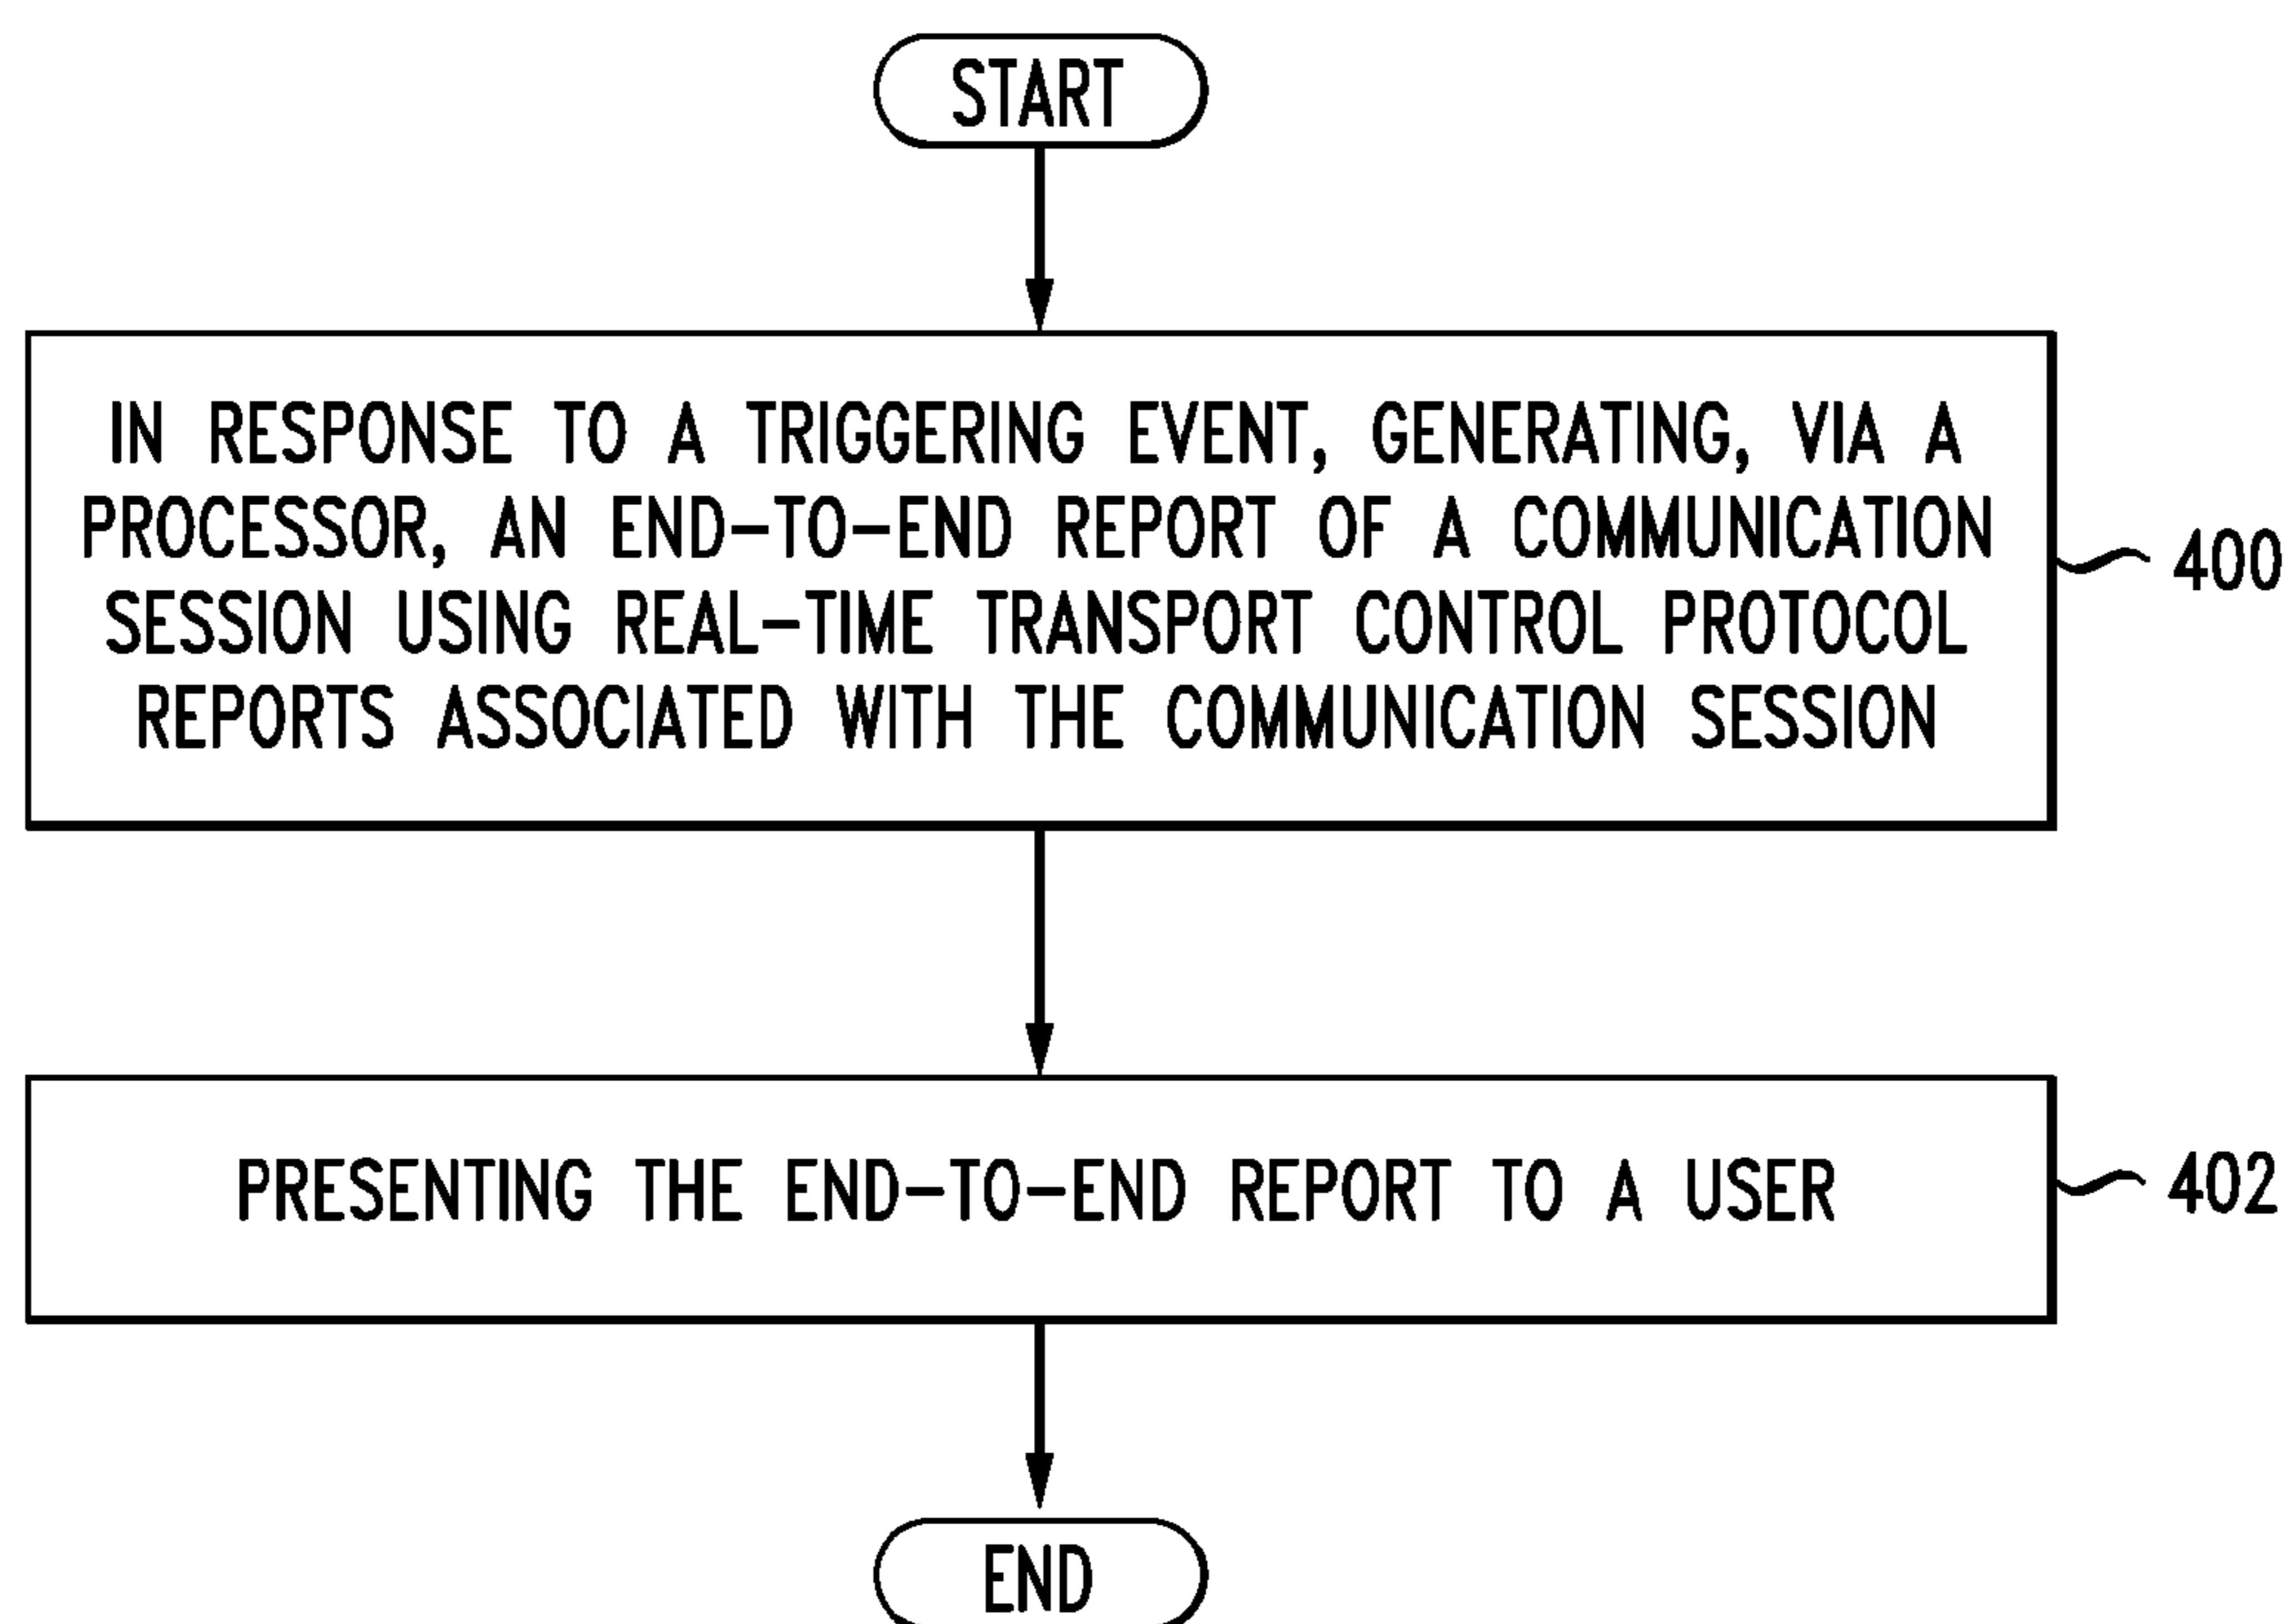 START
IN RESPONSE TO A TRIGGERING EVENT, GENERATING, VIA A
PROCESSOR, AN END-TO-END REPORT OF A COMMUNICATION
SESSION USING REAL-TIME TRANSPORT CONTROL PROTOCOL
REPORTS ASSOCIATED WITH THE COMMUNICATION SESSION
400
PRESENTING THE END-TO-END REPORT TO A USER
402
END